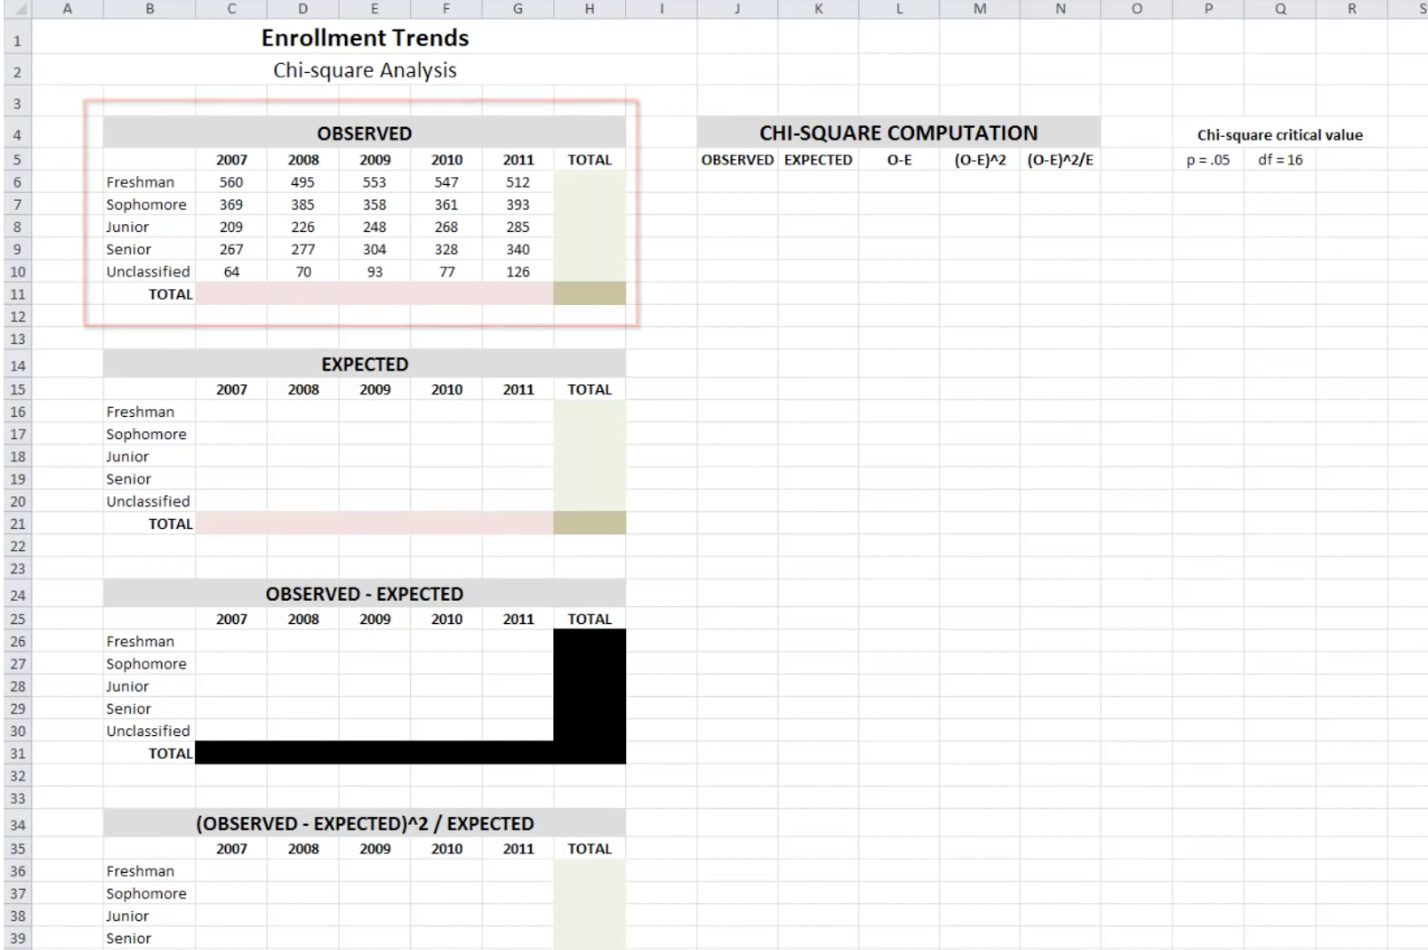 A B C D E F G H I J K L M N O P Q R S
1 Enrollment Trends
2 Chi-square Analysis
3
4 OBSERVED CHI-SQUARE COMPUTATION Chi-square critical value
5 2007 2008 2009 2010 2011 TOTAL OBSERVED EXPECTED O-E (O-E)^2 (O-E)^2/E p = .05 df = 16
6 Freshman 560 495 553 547 512
7 Sophomore 369 385 358 361 393
8 Junior 209 226 248 268 285
9 Senior 267 277 304 328 340
10 Unclassified 64 70 93 77 126
11 TOTAL
12
13
14 EXPECTED
15 2007 2008 2009 2010 2011 TOTAL
16 Freshman
17 Sophomore
18 Junior
19 Senior
20 Unclassified
21 TOTAL
22
23
24 OBSERVED - EXPECTED
25 2007 2008 2009 2010 2011 TOTAL
26 Freshman
27 Sophomore
28 Junior
29 Senior
30 Unclassified
31 TOTAL
32
33
34 (OBSERVED - EXPECTED)^2 / EXPECTED
35 2007 2008 2009 2010 2011 TOTAL
36 Freshman
37 Sophomore
38 Junior
39 Senior